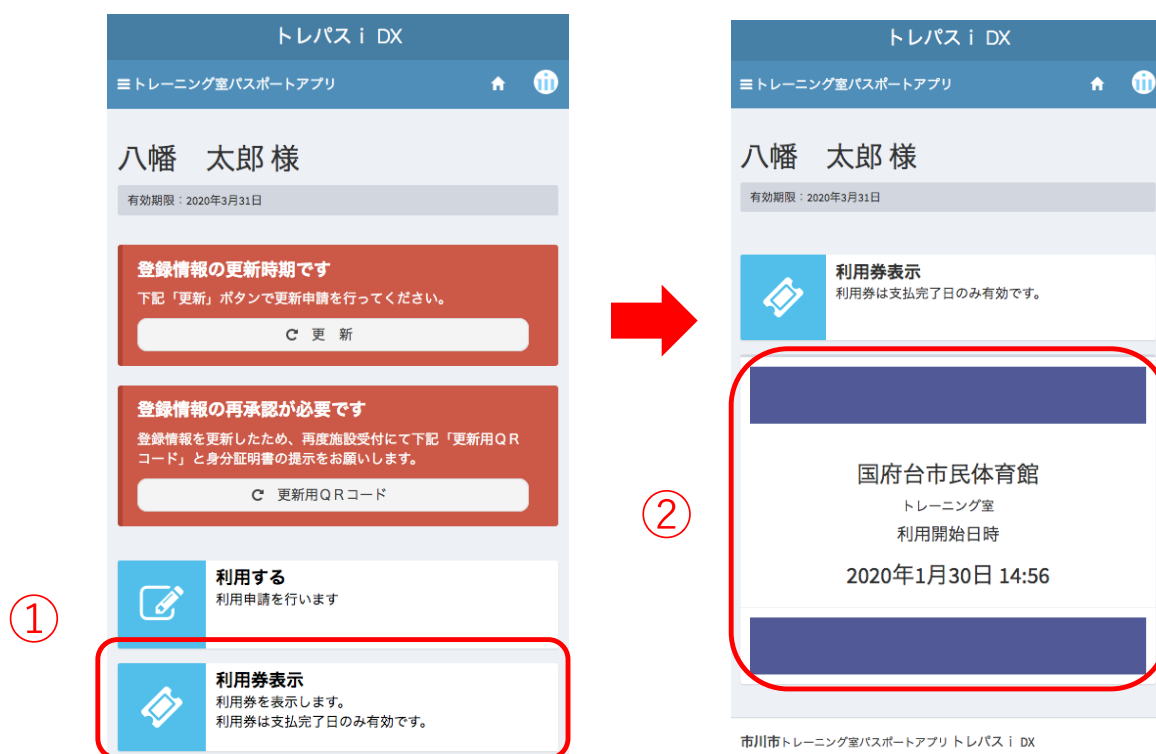 トレパスｉ DX
トレーニング室パスポートアプリ
八幡　太郎 様
有効期限：2020年3月31日
登録情報の更新時期です
下記「更新」ボタンで更新申請を行ってください。
更　新
登録情報の再承認が必要です
登録情報を更新したため、再度施設受付にて下記「更新用ＱＲ
コード」と身分証明書の提示をお願いします。
更新用ＱＲコード
①
利用する
利用申請を行います
利用券表示
利用券を表示します。
利用券は支払完了日のみ有効です。
トレパスｉ DX
トレーニング室パスポートアプリ
八幡　太郎 様
有効期限：2020年3月31日
利用券表示
利用券は支払完了日のみ有効です。
②
国府台市民体育館
トレーニング室
利用開始日時
2020年1月30日 14:56
市川市トレーニング室パスポートアプリ トレパスｉ DX